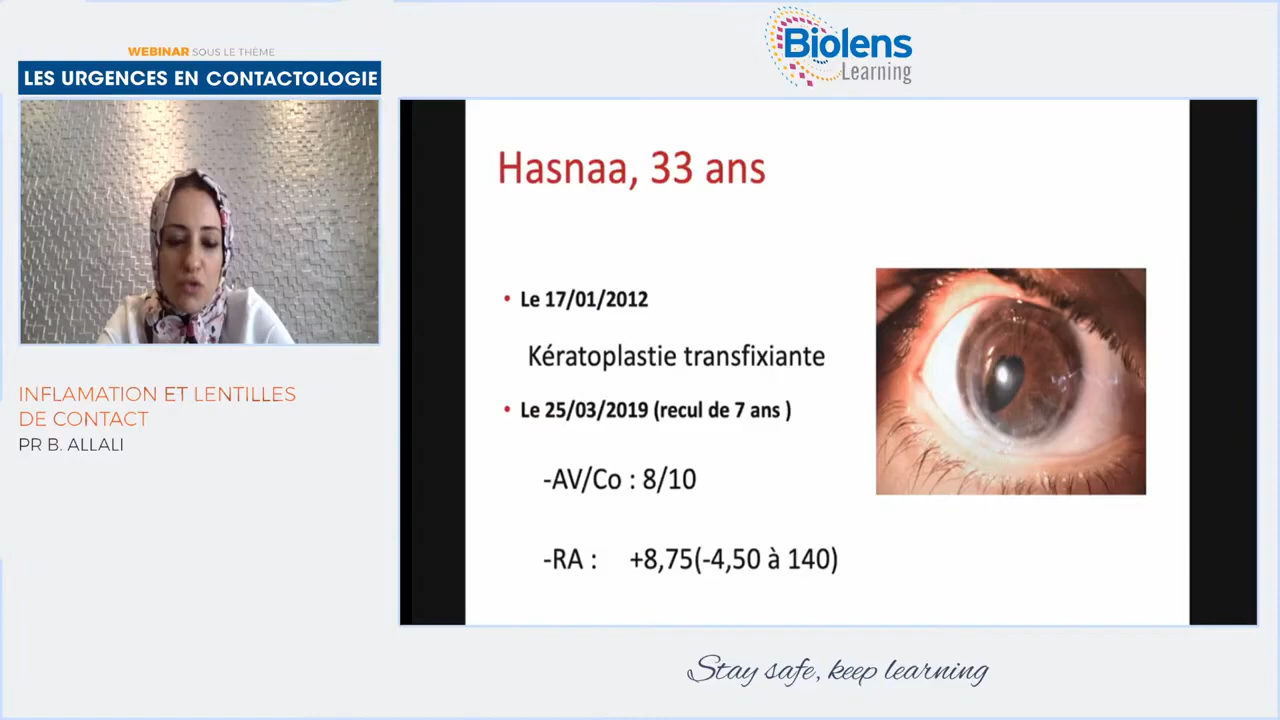 WEBINAR SOUS LE THÈME
LES URGENCES EN CONTACTOLOGIE
INFLAMATION ET LENTILLES
DE CONTACT
PR B. ALLALI
Biolens
Learning
Hasnaa, 33 ans
• Le 17/01/2012
Kératoplastie transfixiante
• Le 25/03/2019 (recul de 7 ans )
-AV/Co : 8/10
-RA : +8,75(-4,50 à 140)
Stay safe, keep learning